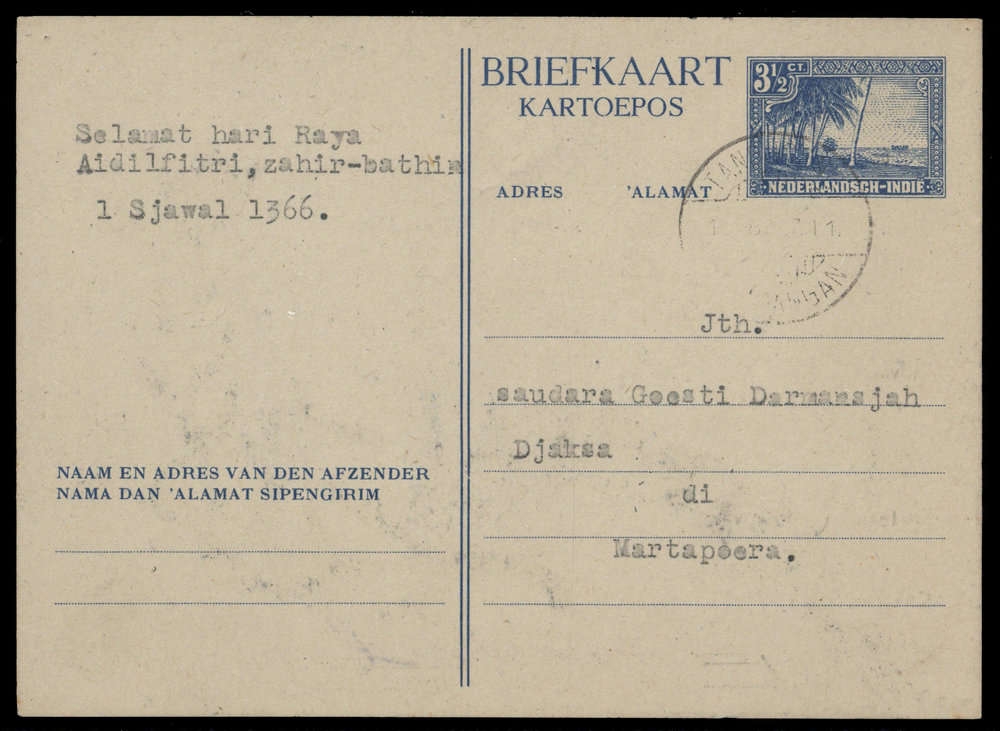 Selamat hari Raya
Aidilfitri, zahir-bathin
1 Sjawal 1366.
NAAM EN ADRES VAN DEN AFZENDER
NAMA DAN 'ALAMAT SIPENGIRIM
BRIEFKAART
KARTOEPOS
3½ CT.
NEDERLANDSCH-INDIË
ADRES 'ALAMAT
Jth.
saudara Goesti Darmansjah
Djaksa
di
Martapoera.